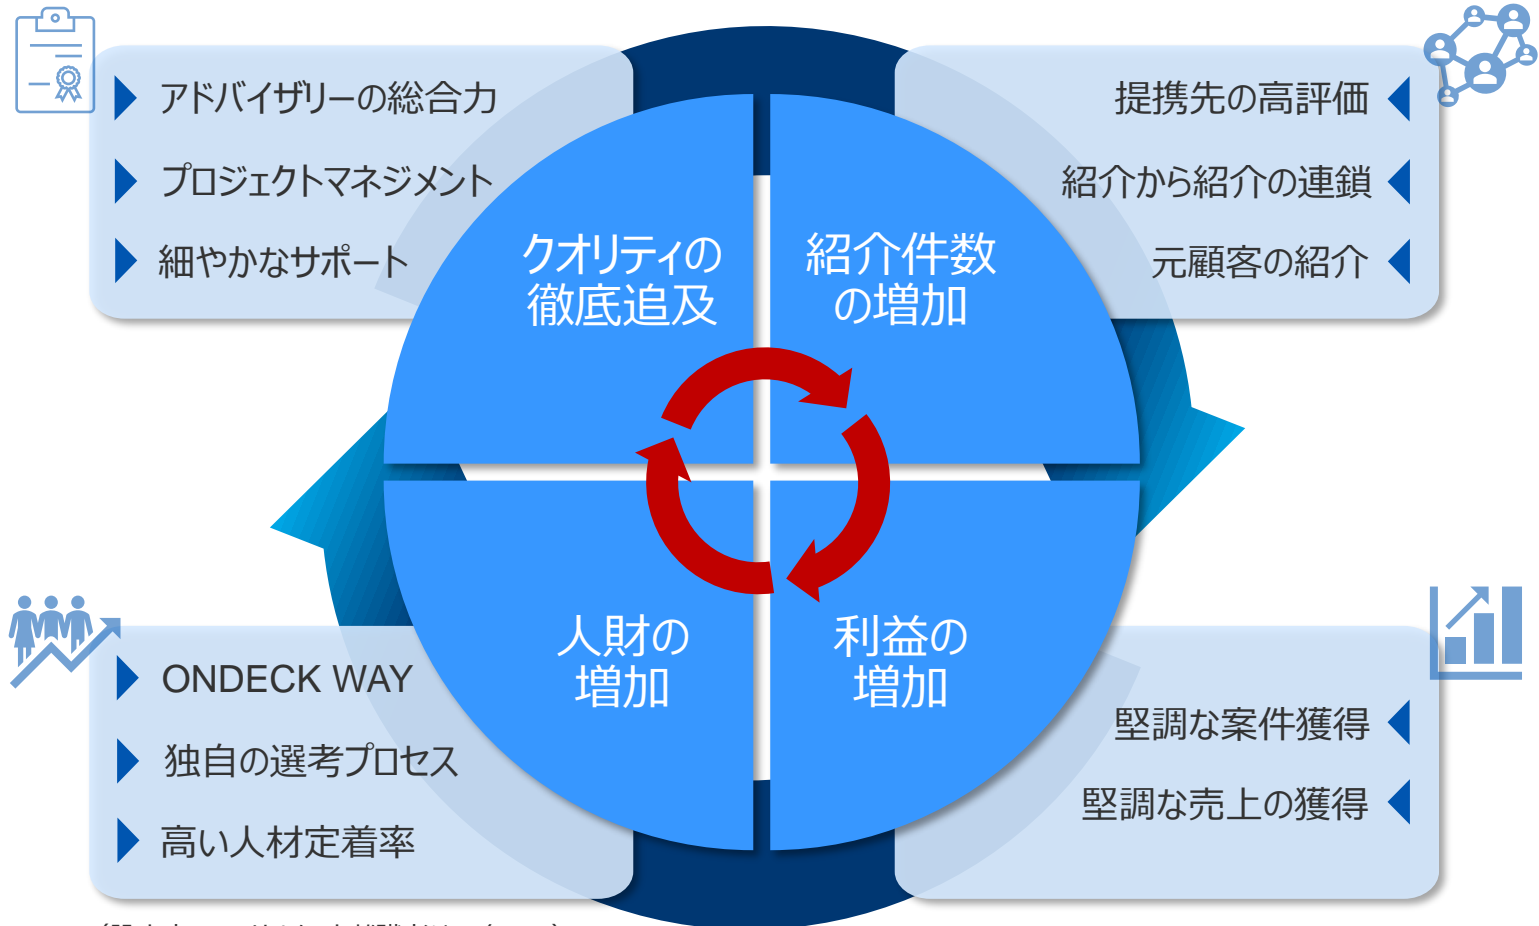 アドバイザリーの総合力
プロジェクトマネジメント
細やかなサポート
提携先の高評価
紹介から紹介の連鎖
元顧客の紹介
クオリティの
徹底追及
紹介件数
の増加
人財の
増加
利益の
増加
ONDECK WAY
独自の選考プロセス
高い人材定着率
堅調な案件獲得
堅調な売上の獲得